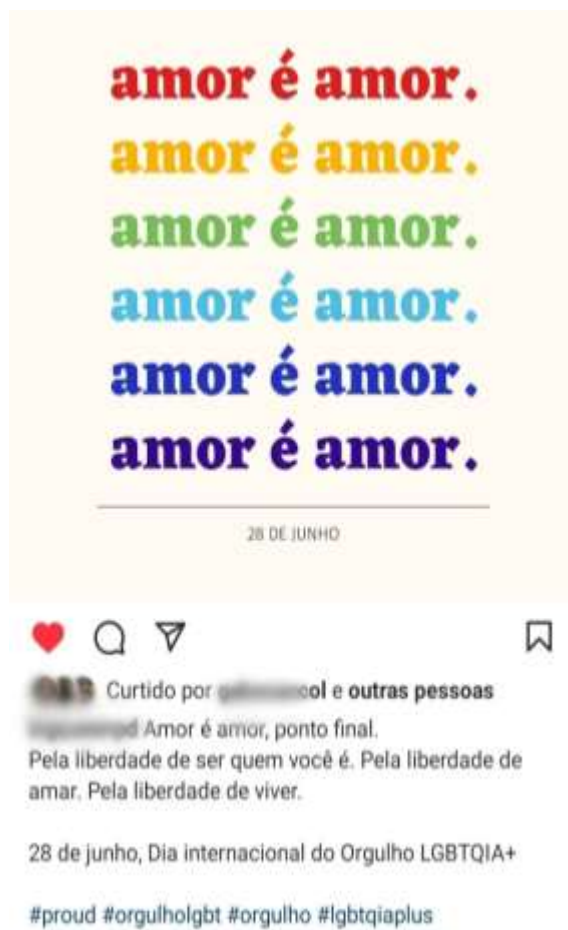 amor é amor.
amor é amor.
amor é amor.
amor é amor.
amor é amor.
amor é amor.
28 DE JUNHO
Curtido por col e outras pessoas
Amor é amor, ponto final.
Pela liberdade de ser quem você é. Pela liberdade de
amar. Pela liberdade de viver.
28 de junho, Dia internacional do Orgulho LGBTQIA+
#proud #orgulholgbt #orgulho #lgbtqiaplus